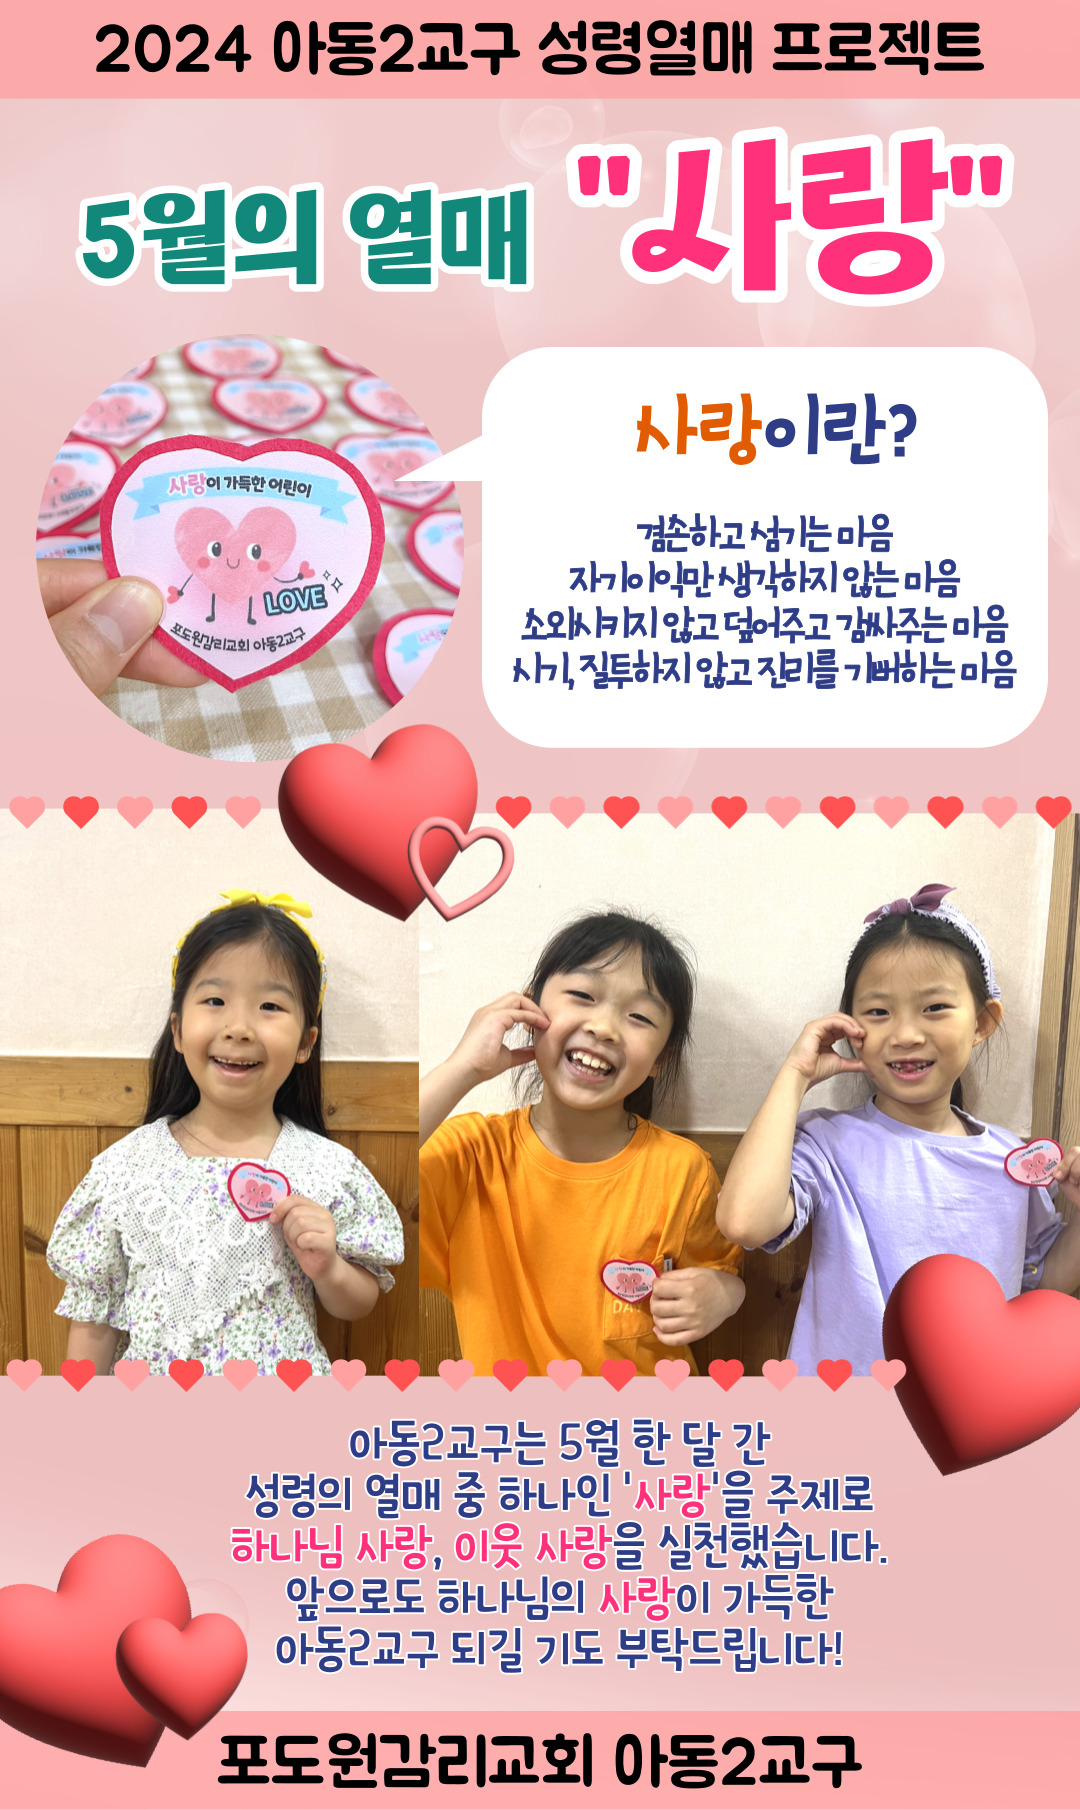 2024 아동2교구 성령열매 프로젝트
5월의 열매 "사랑"
사랑이 가득한 어린이
LOVE
포도원감리교회 아동2교구
사랑이란?
겸손하고 섬기는 마음
자기이익만 생각하지 않는 마음
소외시키지 않고 덮어주고 감싸주는 마음
시기, 질투하지 않고 진리를 기뻐하는 마음
아동2교구는 5월 한 달 간
성령의 열매 중 하나인 '사랑'을 주제로
하나님 사랑, 이웃 사랑을 실천했습니다.
앞으로도 하나님의 사랑이 가득한
아동2교구 되길 기도 부탁드립니다!
포도원감리교회 아동2교구